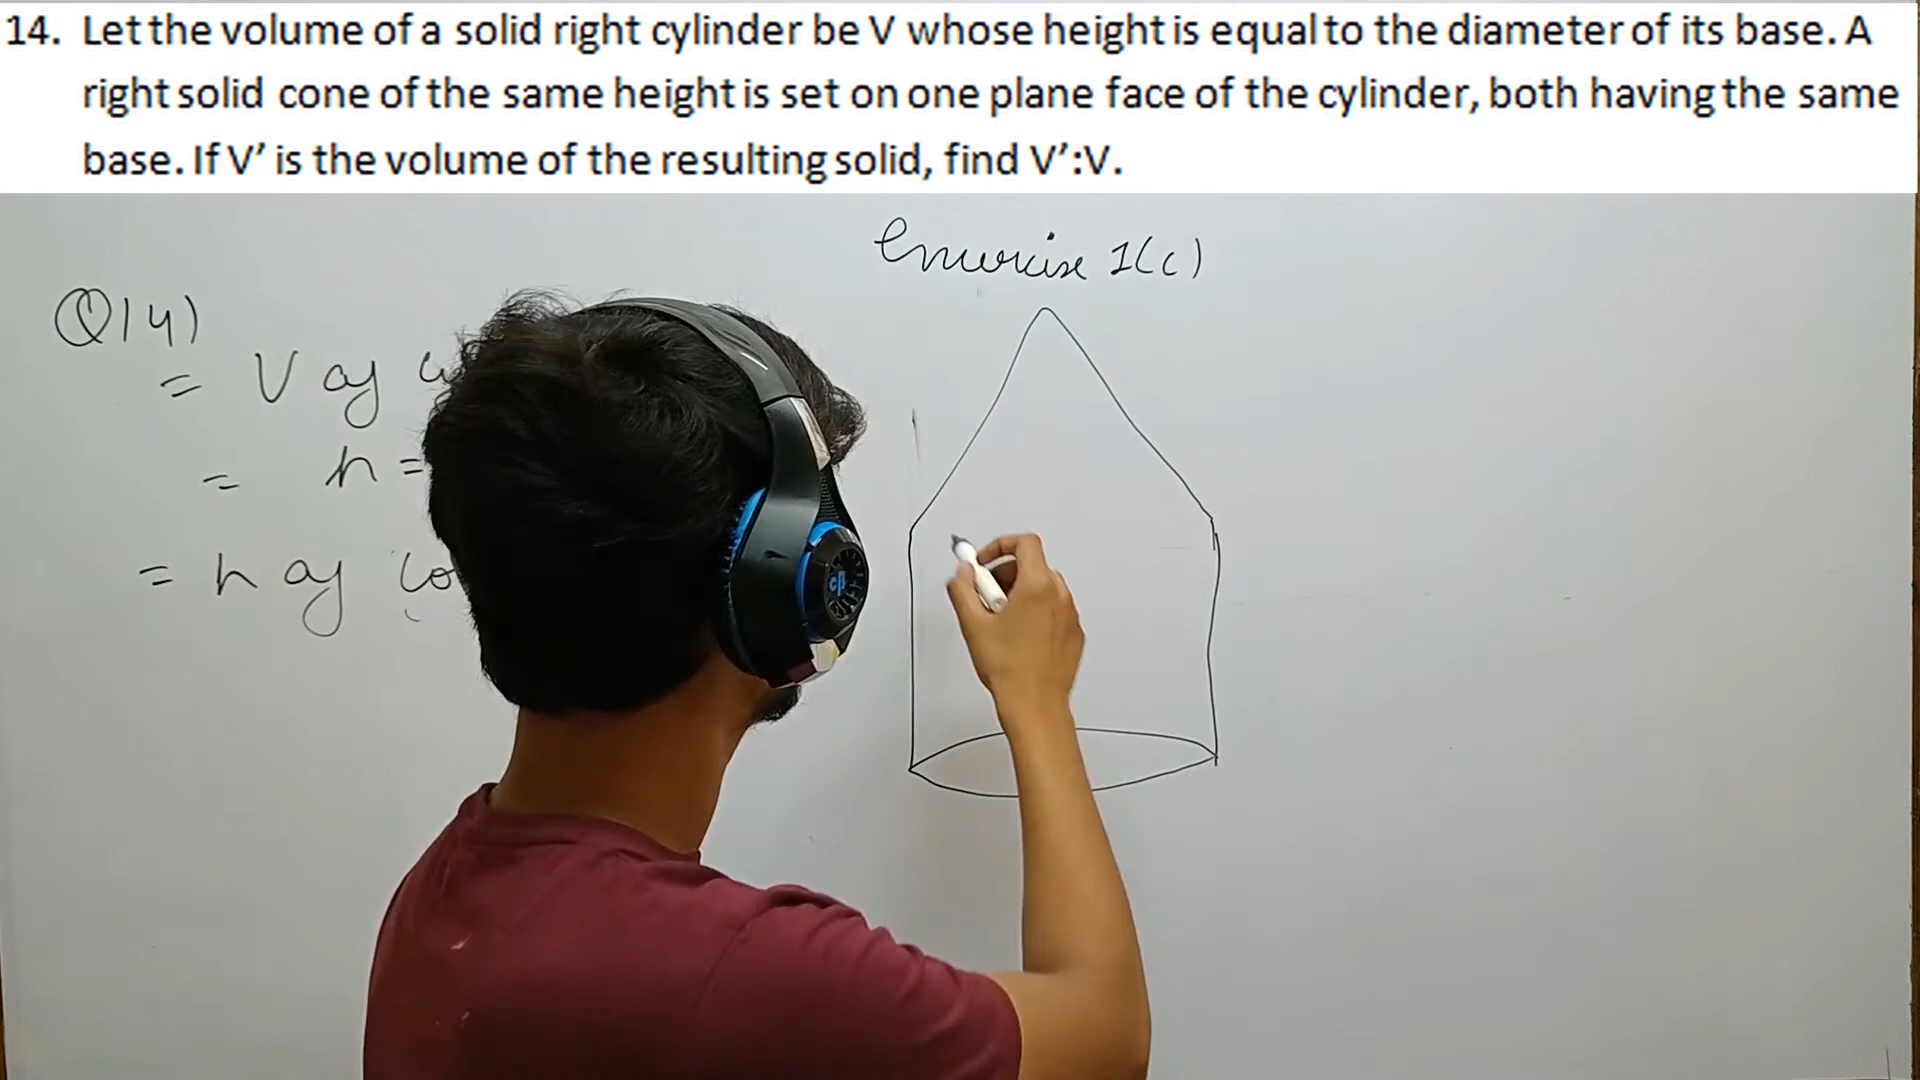 14. Let the volume of a solid right cylinder be V whose height is equal to the diameter of its base. A
right solid cone of the same height is set on one plane face of the cylinder, both having the same
base. If V’ is the volume of the resulting solid, find V’:V.
Exercise 1(c)
Q14)
= V of
= h =
= h of co